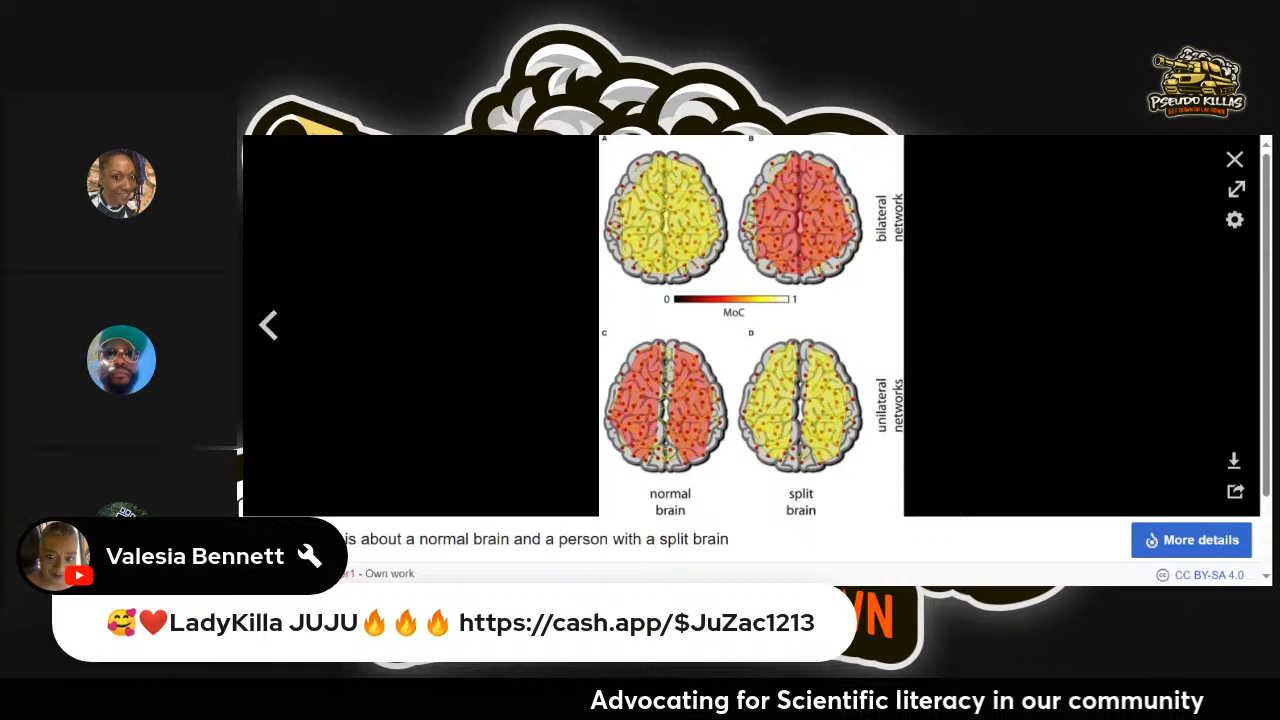 PSEUDO KILLAS
A
B
bilateral
network
0
1
MoC
C
D
unilateral
networks
normal
brain
split
brain
is about a normal brain and a person with a split brain
More details
r1 - Own work
CC BY-SA 4.0
Valesia Bennett
🥰❤️LadyKilla JUJU🔥🔥🔥 https://cash.app/$JuZac1213
WN
Advocating for Scientific literacy in our community